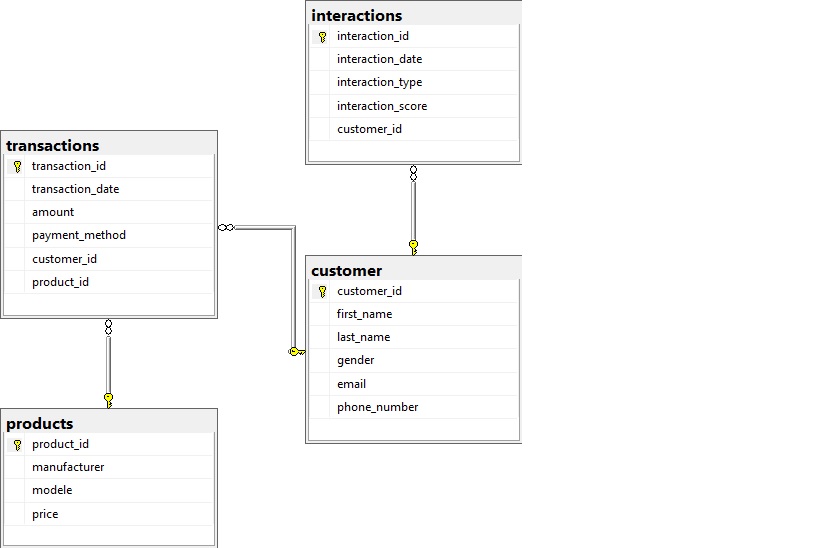 interactions
interaction_id
interaction_date
interaction_type
interaction_score
customer_id
transactions
transaction_id
transaction_date
amount
payment_method
customer_id
product_id
customer
customer_id
first_name
last_name
gender
email
phone_number
products
product_id
manufacturer
modele
price